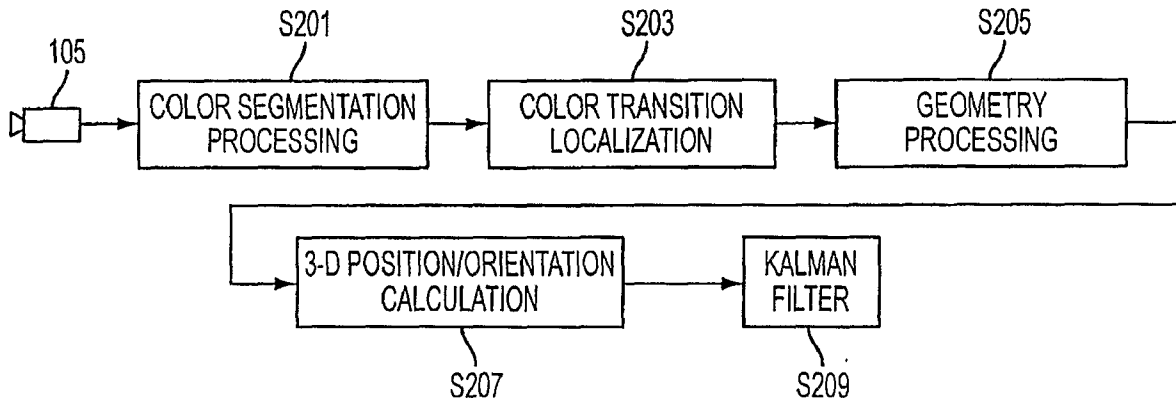 105
S201
S203
S205
COLOR SEGMENTATION
PROCESSING
COLOR TRANSITION
LOCALIZATION
GEOMETRY
PROCESSING
3-D POSITION/ORIENTATION
CALCULATION
KALMAN
FILTER
S207
S209